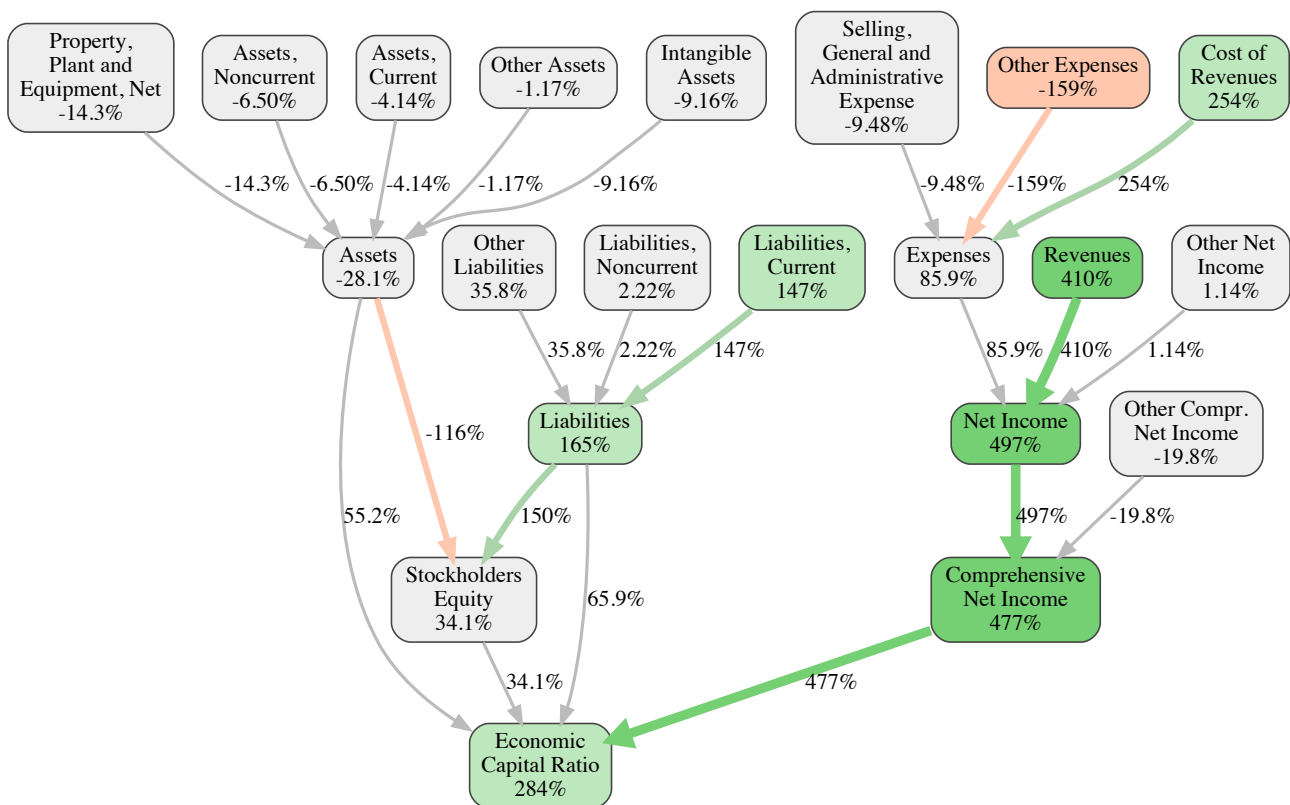 Property,
Plant and
Equipment, Net
-14.3%
Assets,
Noncurrent
-6.50%
Assets,
Current
-4.14%
Other Assets
-1.17%
Intangible
Assets
-9.16%
Selling,
General and
Administrative
Expense
-9.48%
Other Expenses
-159%
Cost of
Revenues
254%
-14.3%
-6.50%
-4.14%
-1.17%
-9.16%
-9.48%
-159%
254%
Assets
-28.1%
Other
Liabilities
35.8%
Liabilities,
Noncurrent
2.22%
Liabilities,
Current
147%
Expenses
85.9%
Revenues
410%
Other Net
Income
1.14%
35.8%
2.22%
147%
85.9%
410%
1.14%
-116%
Liabilities
165%
Net Income
497%
Other Compr.
Net Income
-19.8%
55.2%
150%
497%
-19.8%
Stockholders
Equity
34.1%
65.9%
Comprehensive
Net Income
477%
34.1%
477%
Economic
Capital Ratio
284%